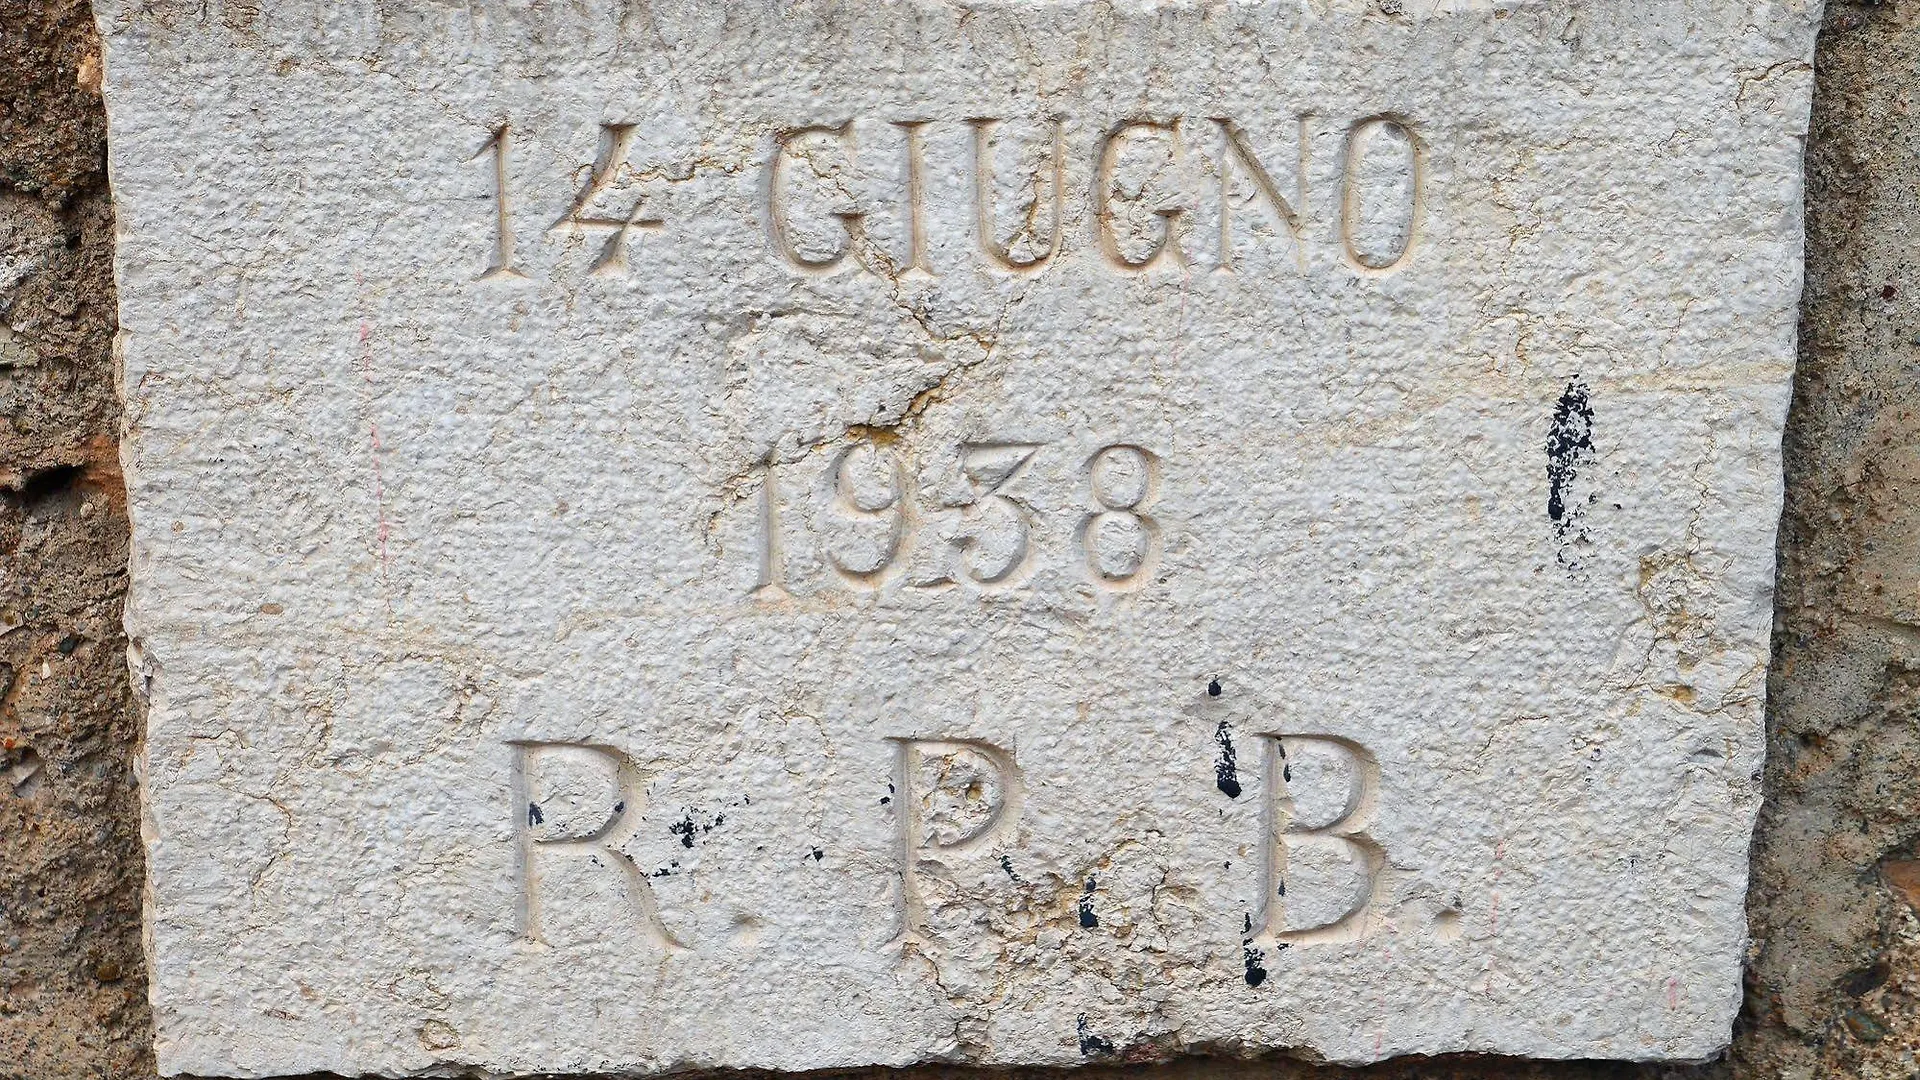 14 GIUGNO
1938
R. P. B.